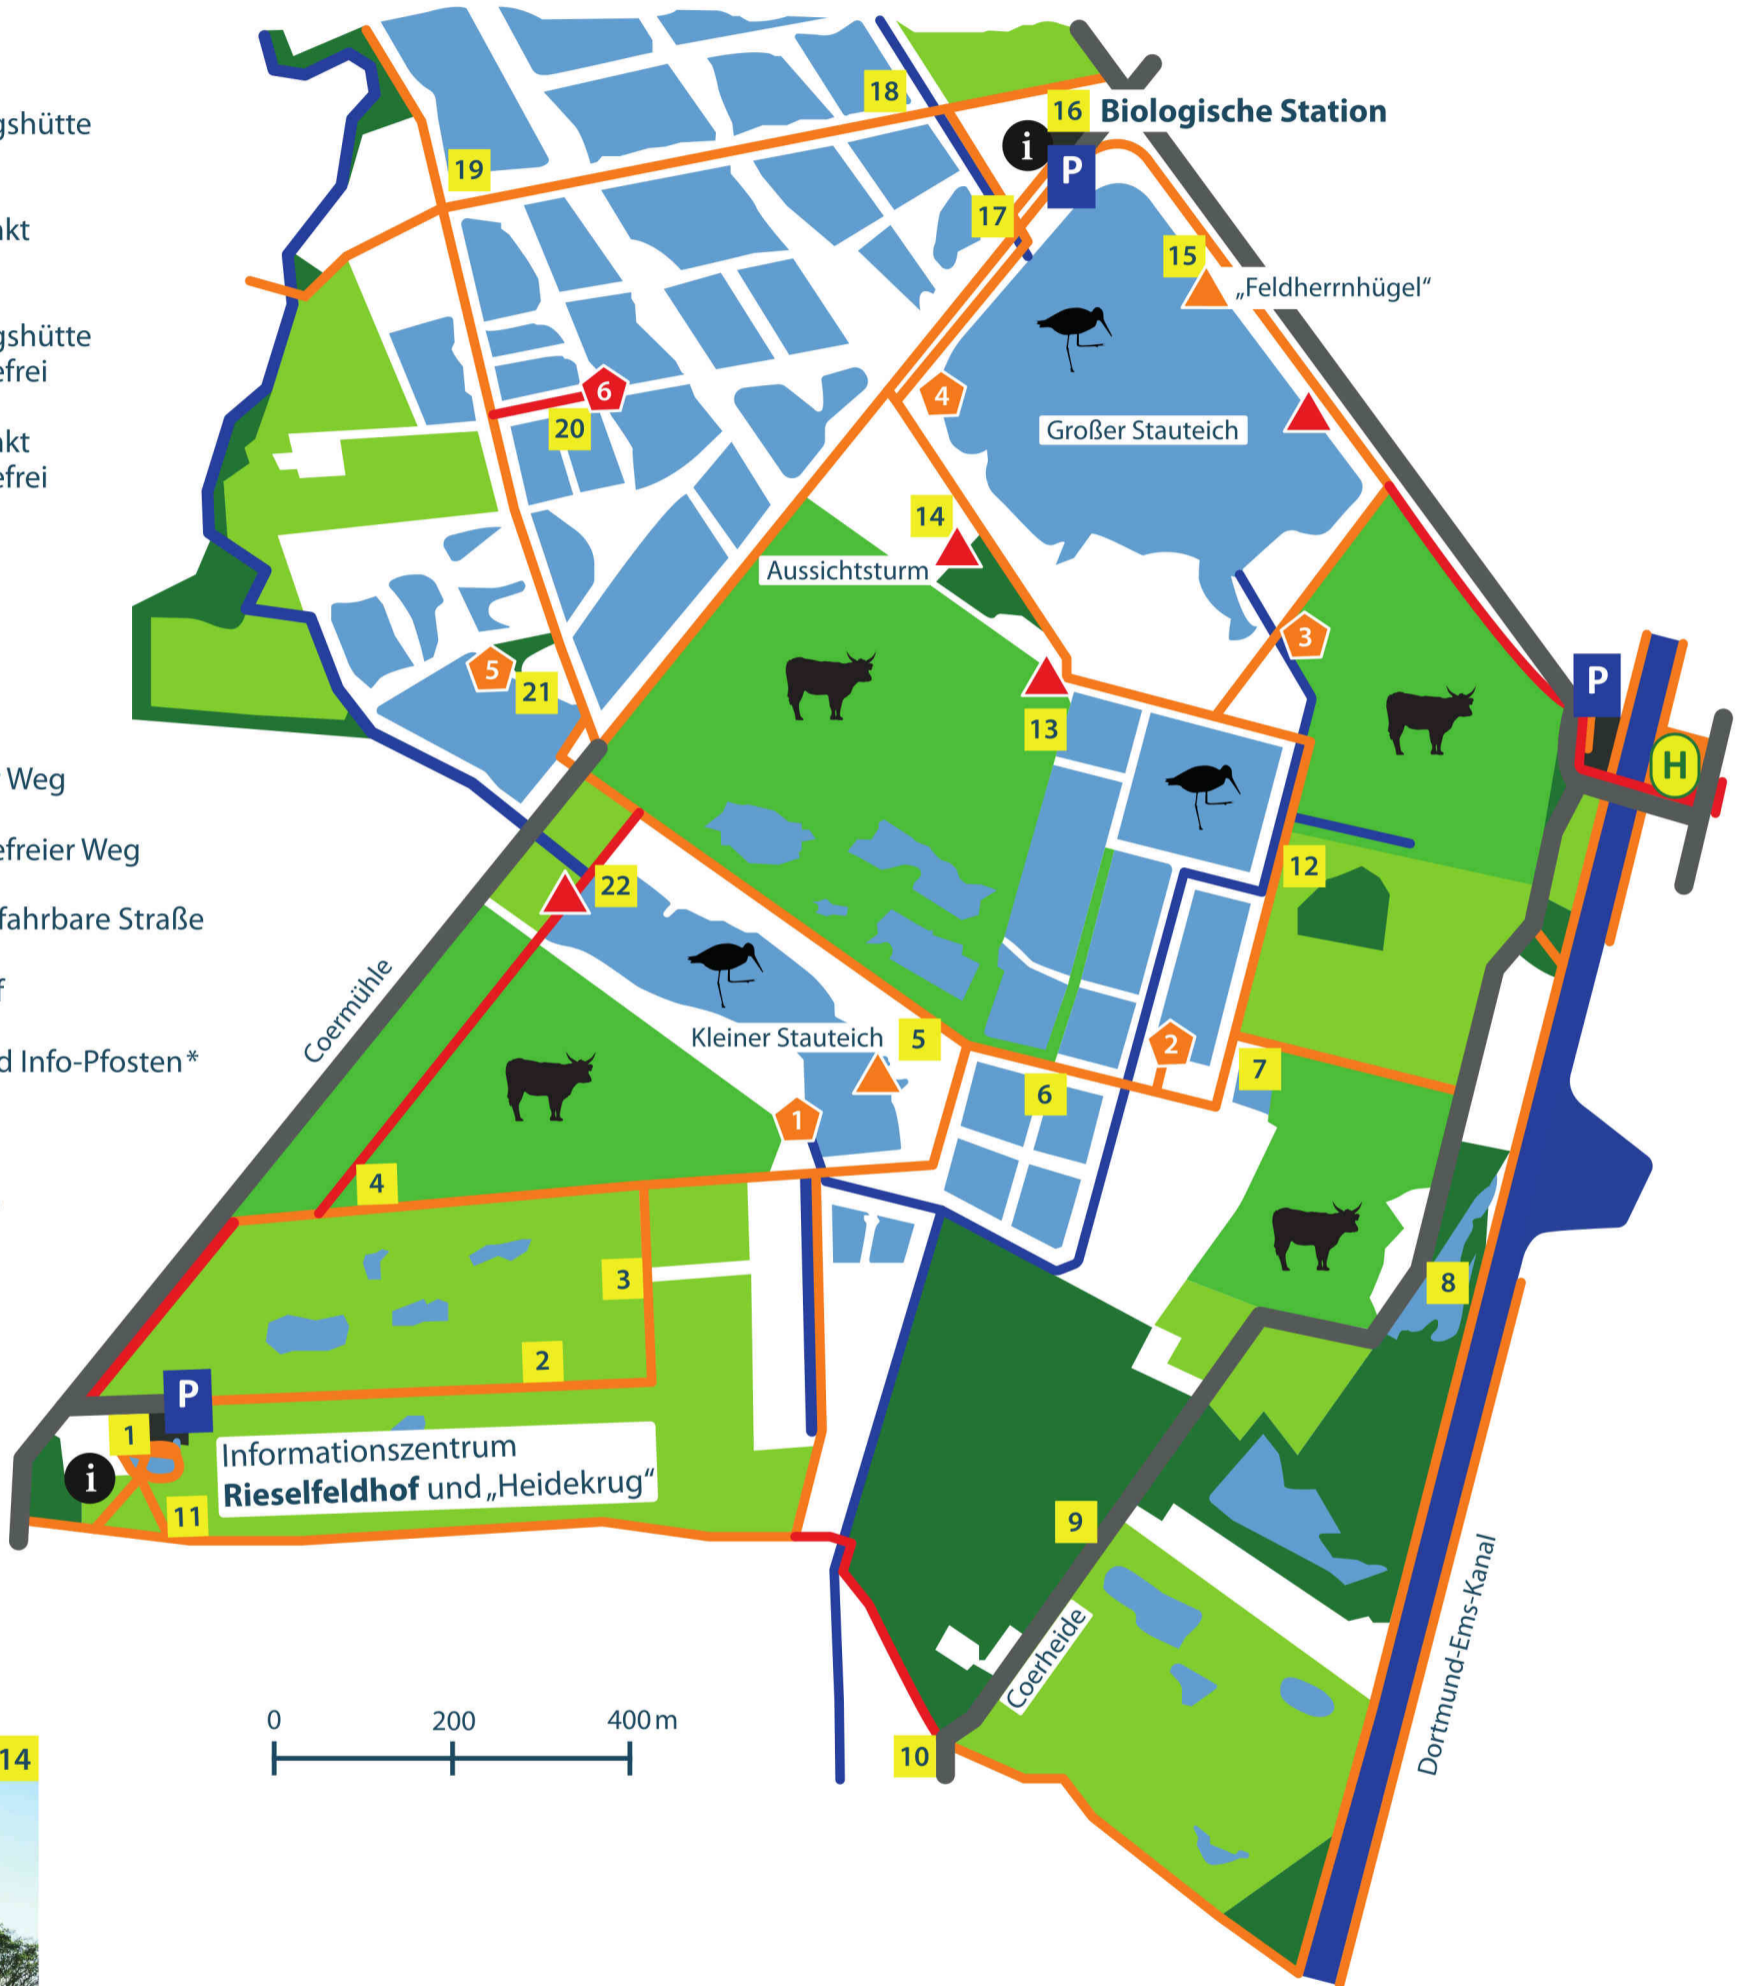 gshütte
nkt
gshütte
efrei
nkt
efrei
Weg
efreier Weg
fahrbare Straße
f
d Info-Pfosten*
18
16 Biologische Station
i
P
19
17
15
„Feldherrnhügel“
6
4
20
Großer Stauteich
14
Aussichtsturm
3
5
21
P
13
H
12
22
Coermühle
Kleiner Stauteich
5
2
7
6
1
4
3
8
2
P
1
Informationszentrum
Rieselfeldhof und „Heidekrug“
i
11
9
Coerheide
Dortmund-Ems-Kanal
0 200 400 m
10
14